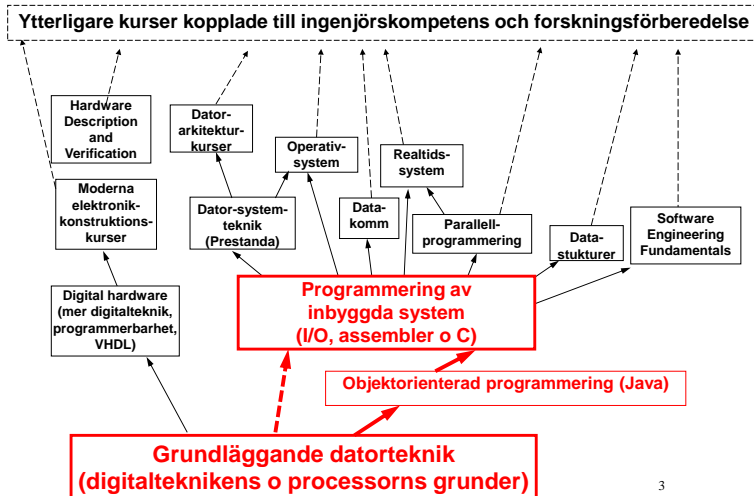 Ytterligare kurser kopplade till ingenjörskompetens och forskningsförberedelse
Hardware
Description
and
Verification
Dator-
arkitektur-
kurser
Operativ-
system
Realtids-
system
Moderna
elektronik-
konstruktions-
kurser
Dator-system-
teknik
(Prestanda)
Data-
komm
Parallell-
programmering
Data-
stukturer
Software
Engineering
Fundamentals
Digital hardware
(mer digitalteknik,
programmerbarhet,
VHDL)
Programmering av
inbyggda system
(I/O, assembler o C)
Objektorienterad programmering (Java)
Grundläggande datorteknik
(digitalteknikens o processorns grunder)
3